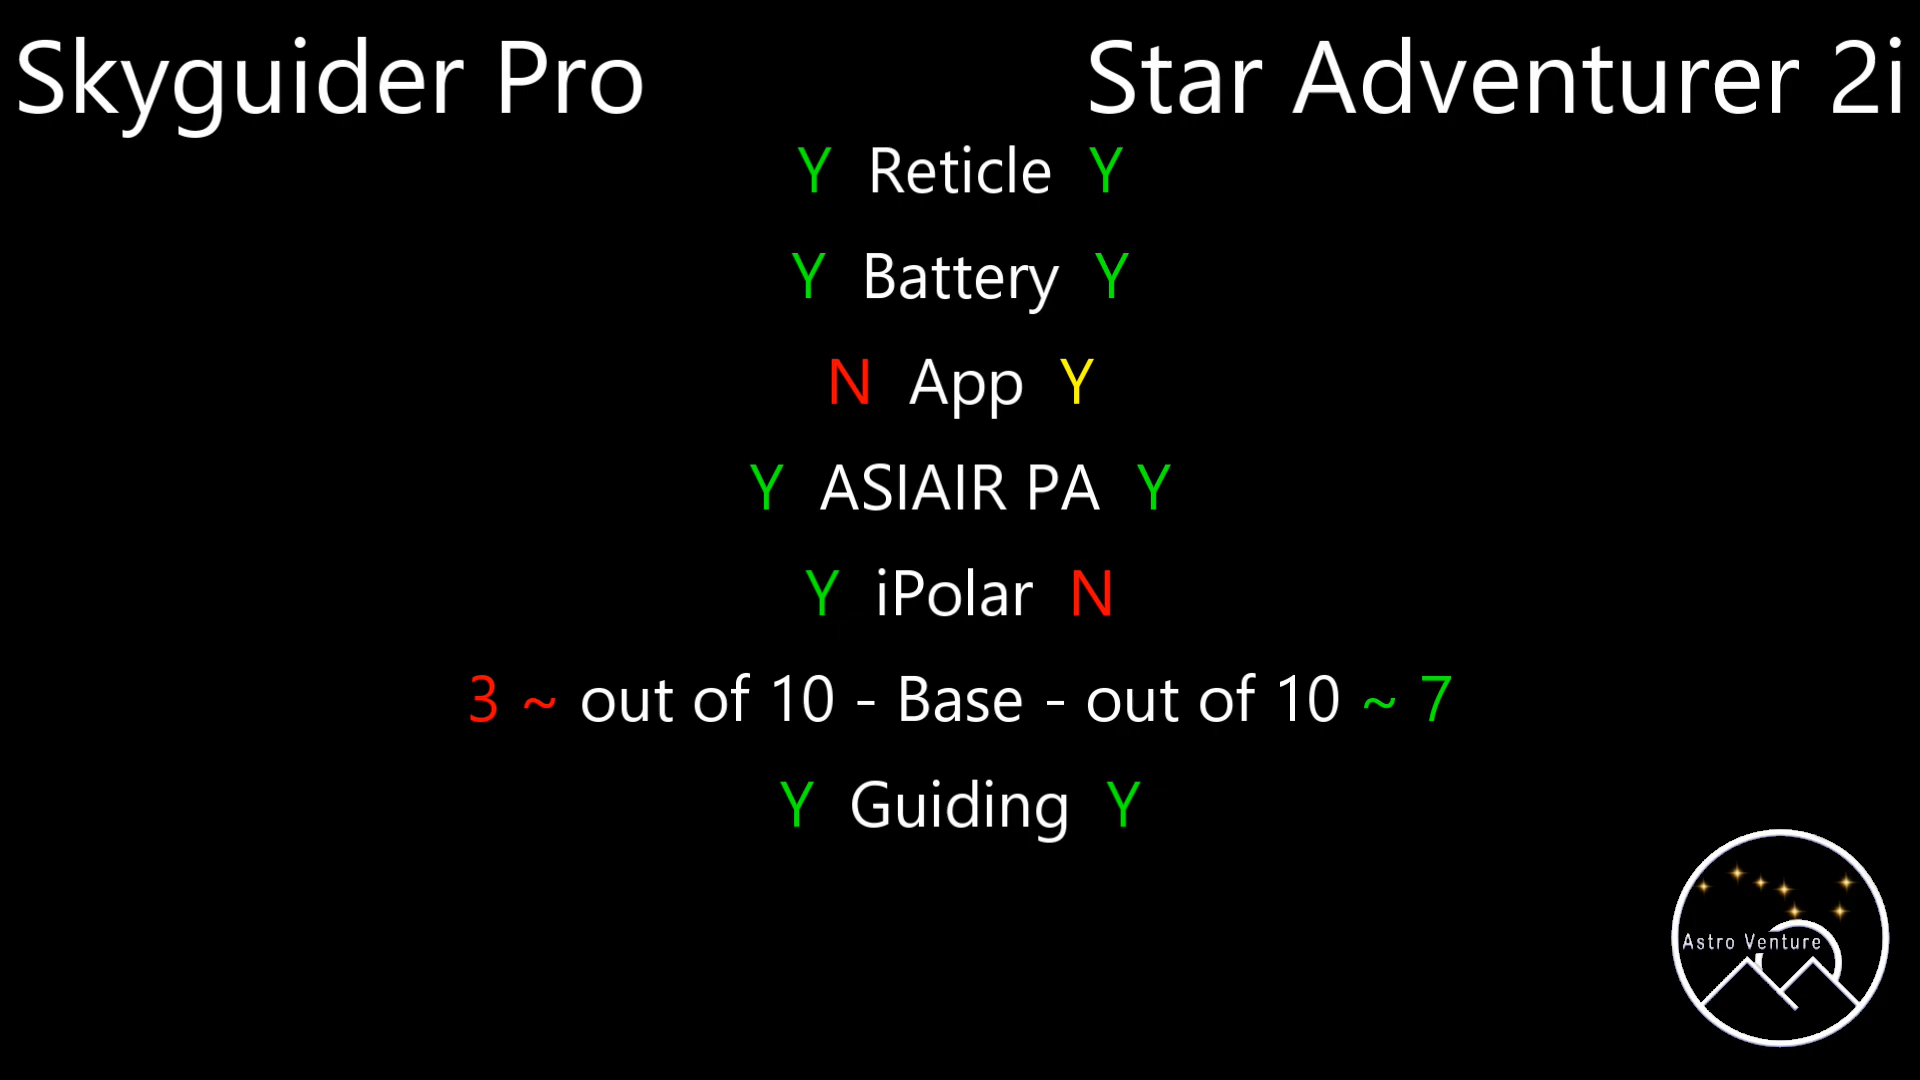 Skyguider Pro Star Adventurer 2i
Y Reticle Y
Y Battery Y
N App Y
Y ASIAIR PA Y
Y iPolar N
3 ~ out of 10 - Base - out of 10 ~ 7
Y Guiding Y
Astro Venture